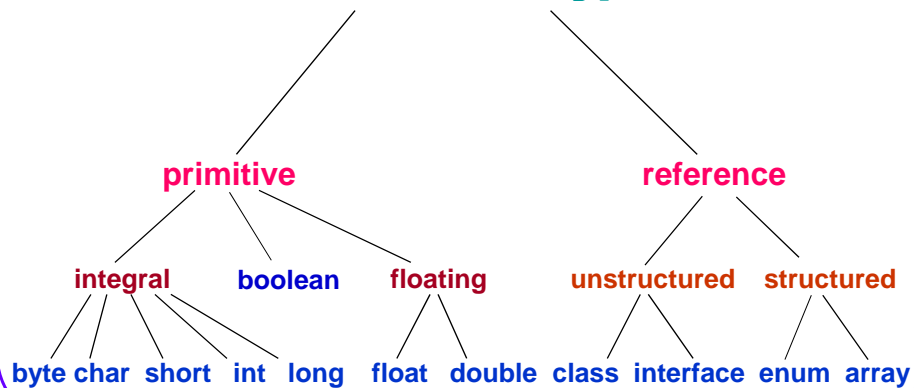 primitive reference
integral boolean floating unstructured structured
byte char short int long float double class interface enum array